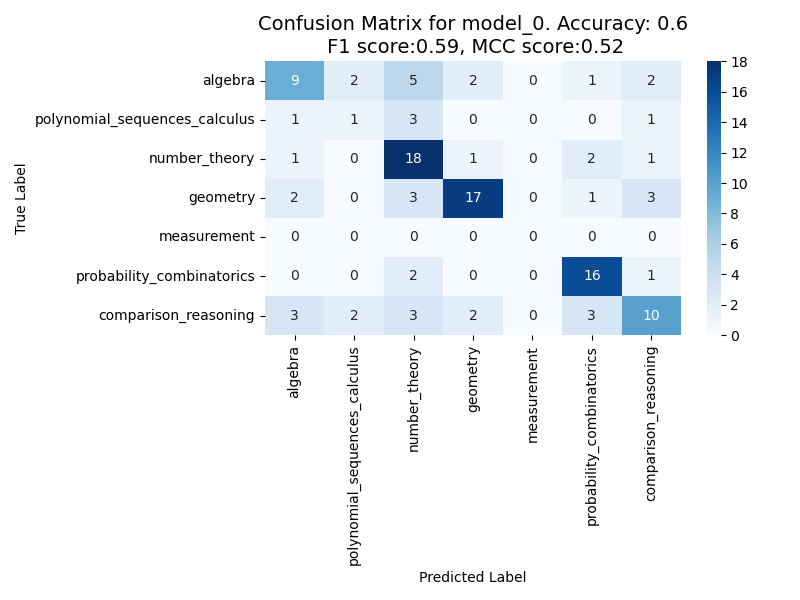 Confusion Matrix for model_0. Accuracy: 0.6
F1 score:0.59, MCC score:0.52
True Label
algebra 9 2 5 2 0 1 2
polynomial_sequences_calculus 1 1 3 0 0 0 1
number_theory 1 0 18 1 0 2 1
geometry 2 0 3 17 0 1 3
measurement 0 0 0 0 0 0 0
probability_combinatorics 0 0 2 0 0 16 1
comparison_reasoning 3 2 3 2 0 3 10
algebra
polynomial_sequences_calculus
number_theory
geometry
measurement
probability_combinatorics
comparison_reasoning
Predicted Label
18
16
14
12
10
8
6
4
2
0